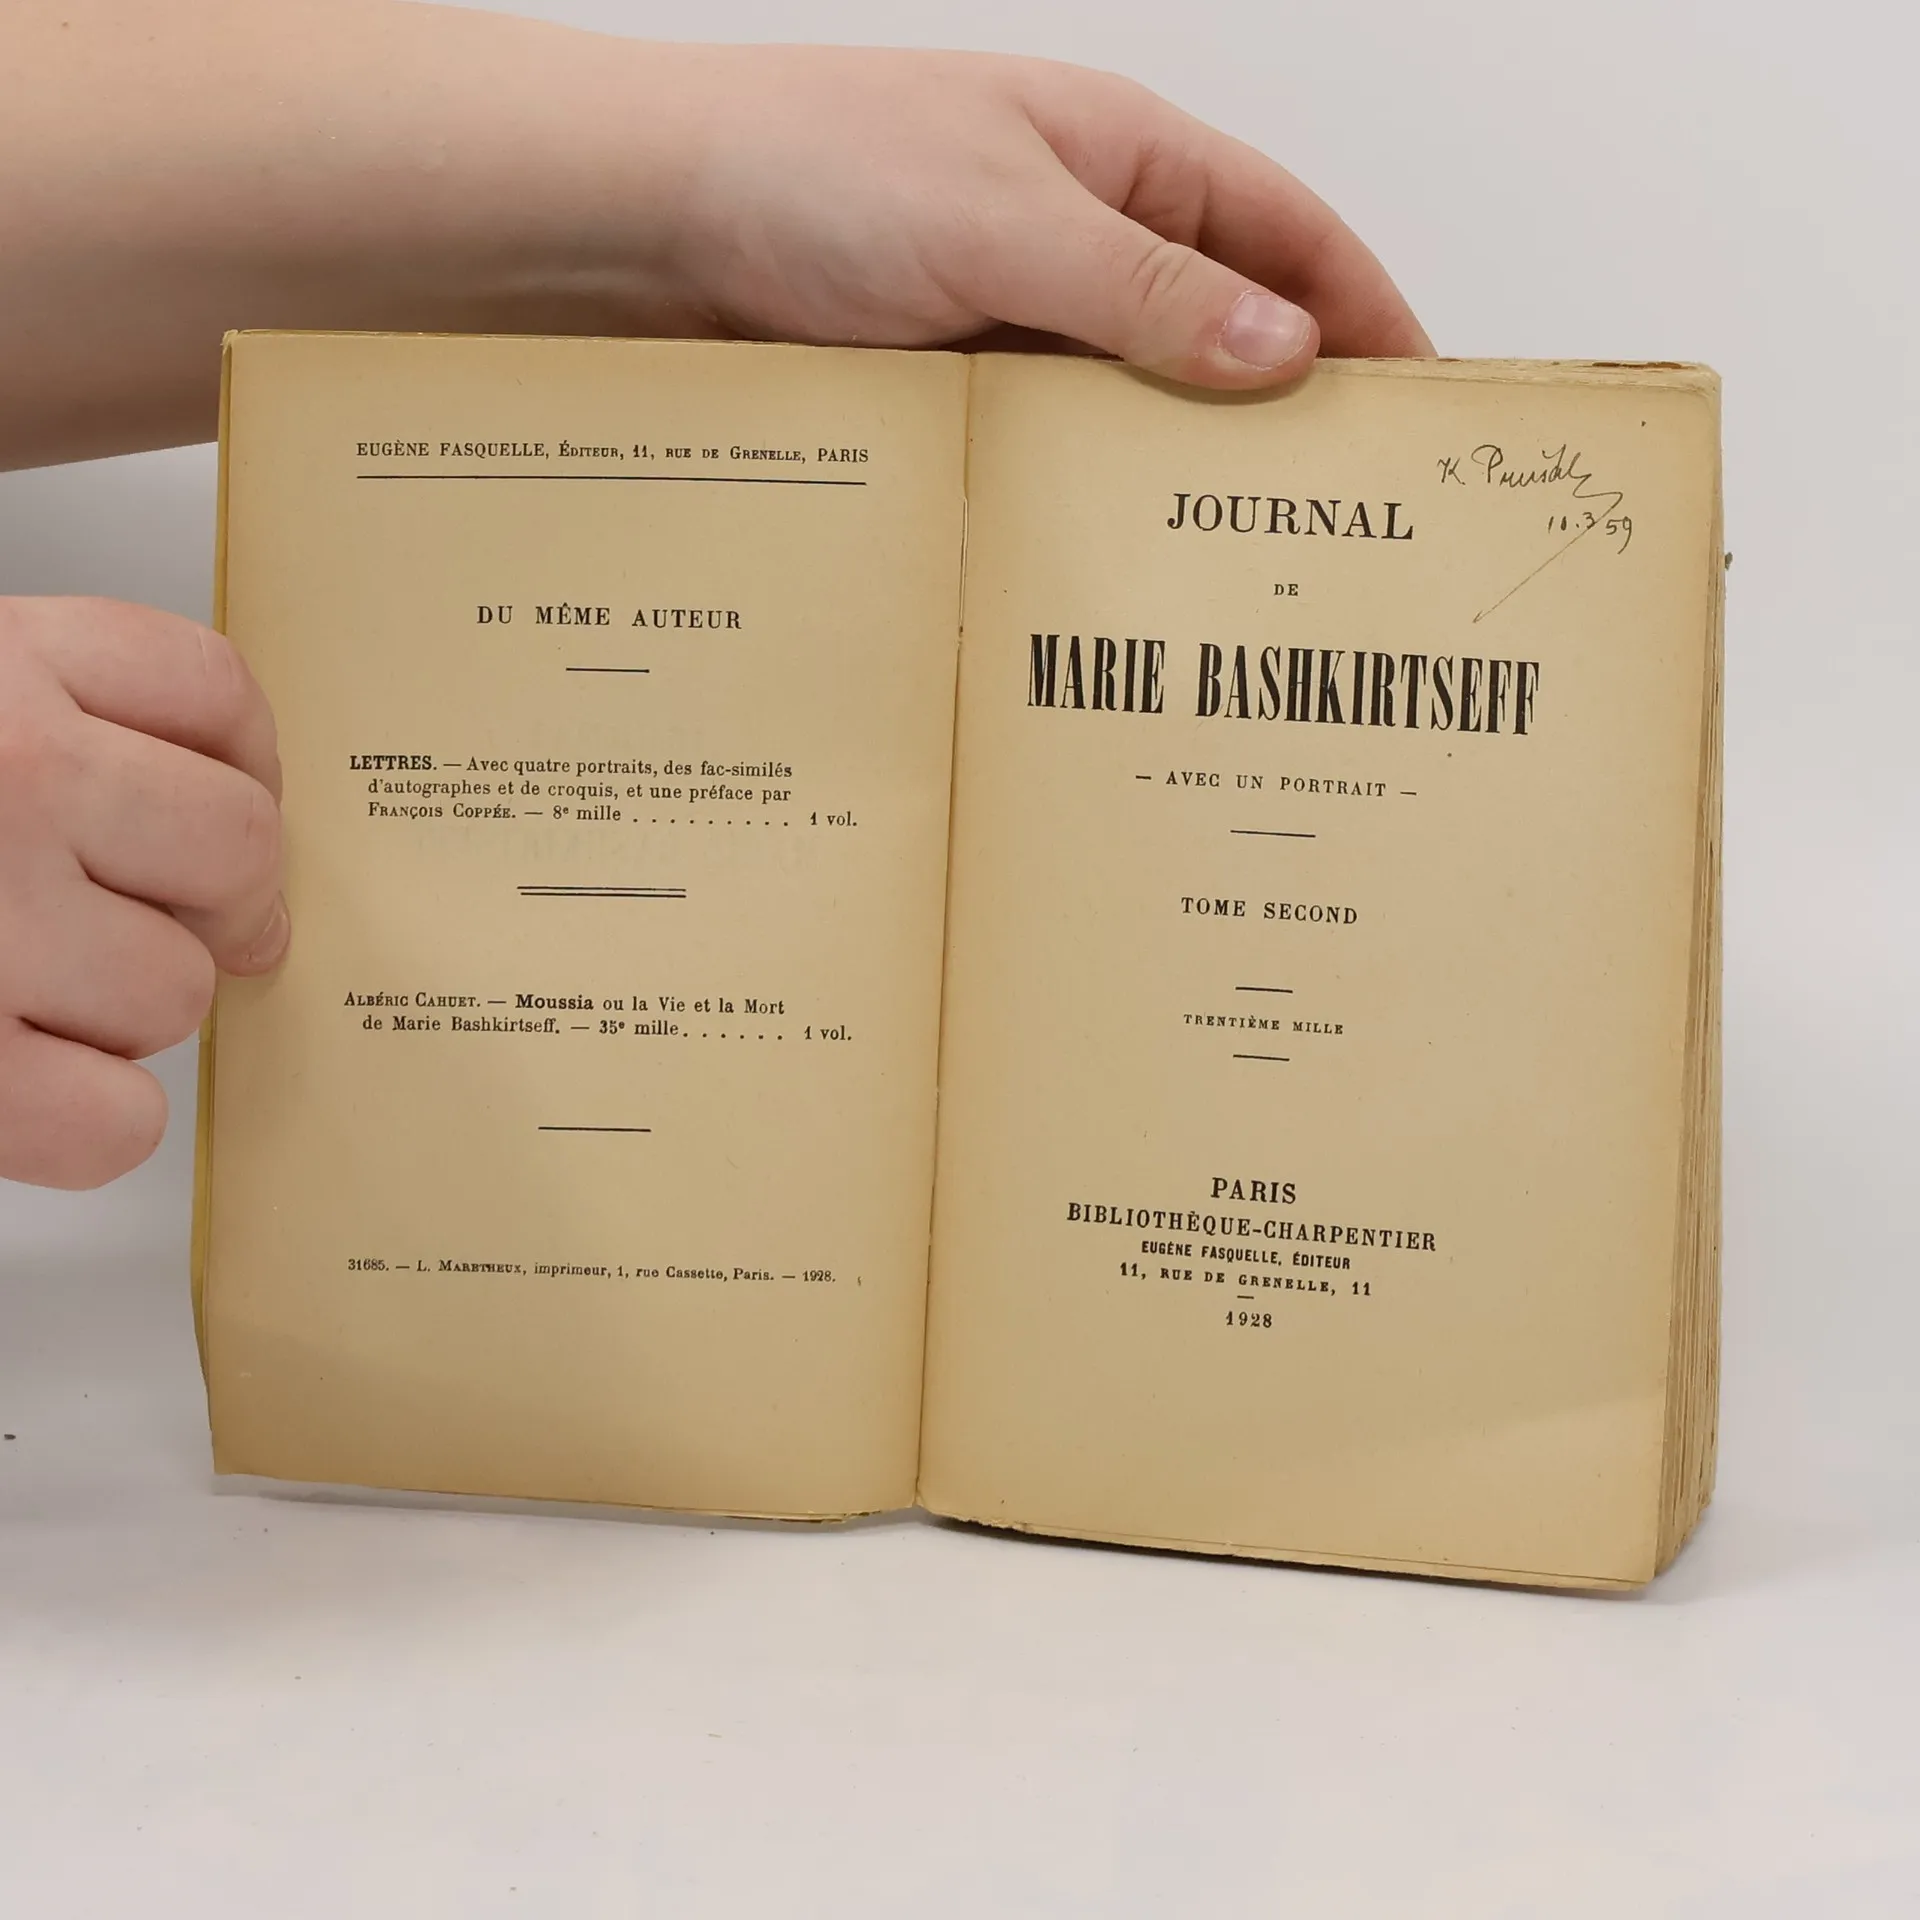 EUGÈNE FASQUELLE, ÉDITEUR, 11, RUE DE GRENELLE, PARIS
DU MÊME AUTEUR
LETTRES. — Avec quatre portraits, des fac-similés
d'autographes et de croquis, et une préface par
FRANÇOIS COPPÉE. — 8e mille . . . . . . . . . 1 vol.
ALBÉRIC CAHUET. — Moussia ou la Vie et la Mort
de Marie Bashkirtseff. — 35e mille. . . . . . 1 vol.
31685. — L. MARETHEUX, imprimeur, 1, rue Cassette, Paris. — 1928.
K.
11.3 59
JOURNAL
DE
MARIE BASHKIRTSEFF
— AVEC UN PORTRAIT —
TOME SECOND
TRENTIÈME MILLE
PARIS
BIBLIOTHÈQUE-CHARPENTIER
EUGÈNE FASQUELLE, ÉDITEUR
11, RUE DE GRENELLE, 11
1928